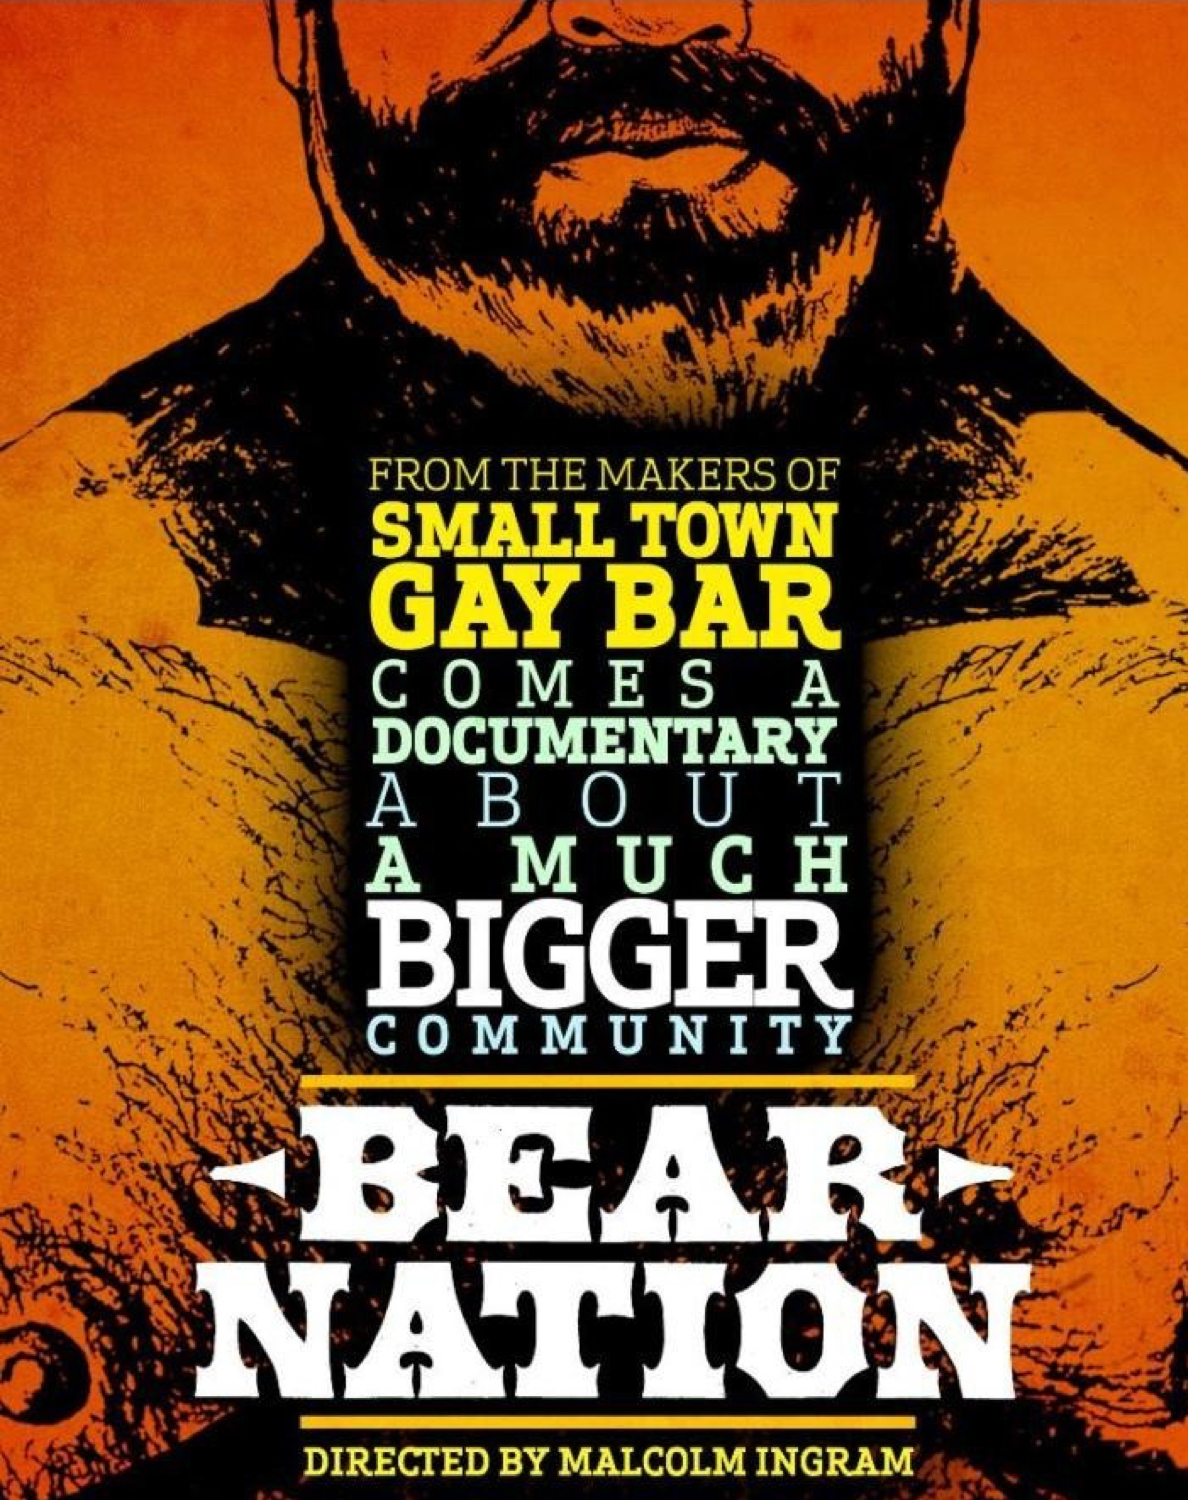 FROM THE MAKERS OF
SMALL TOWN
GAY BAR
COMES A
DOCUMENTARY
ABOUT
A MUCH
BIGGER
COMMUNITY
BEAR
NATION
DIRECTED BY MALCOLM INGRAM